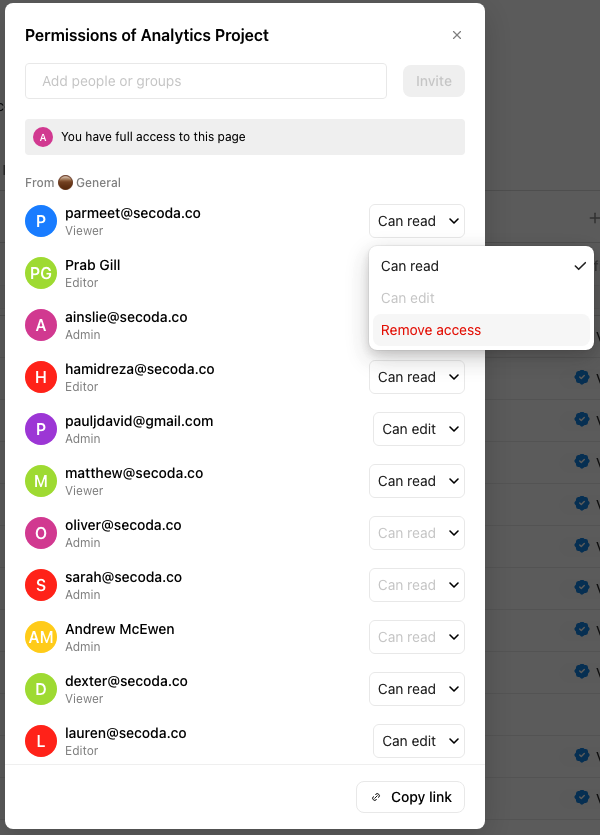 Permissions of Analytics Project
Add people or groups
Invite
A You have full access to this page
From General
P parmeet@secoda.co Can read
Viewer
PG Prab Gill
Editor
Can read
Can edit
Remove access
A ainslie@secoda.co
Admin
H hamidreza@secoda.co Can read
Editor
P pauljdavid@gmail.com Can edit
Admin
M matthew@secoda.co Can read
Viewer
O oliver@secoda.co Can read
Admin
S sarah@secoda.co Can read
Admin
AM Andrew McEwen Can read
Admin
D dexter@secoda.co Can read
Viewer
L lauren@secoda.co Can edit
Editor
Copy link